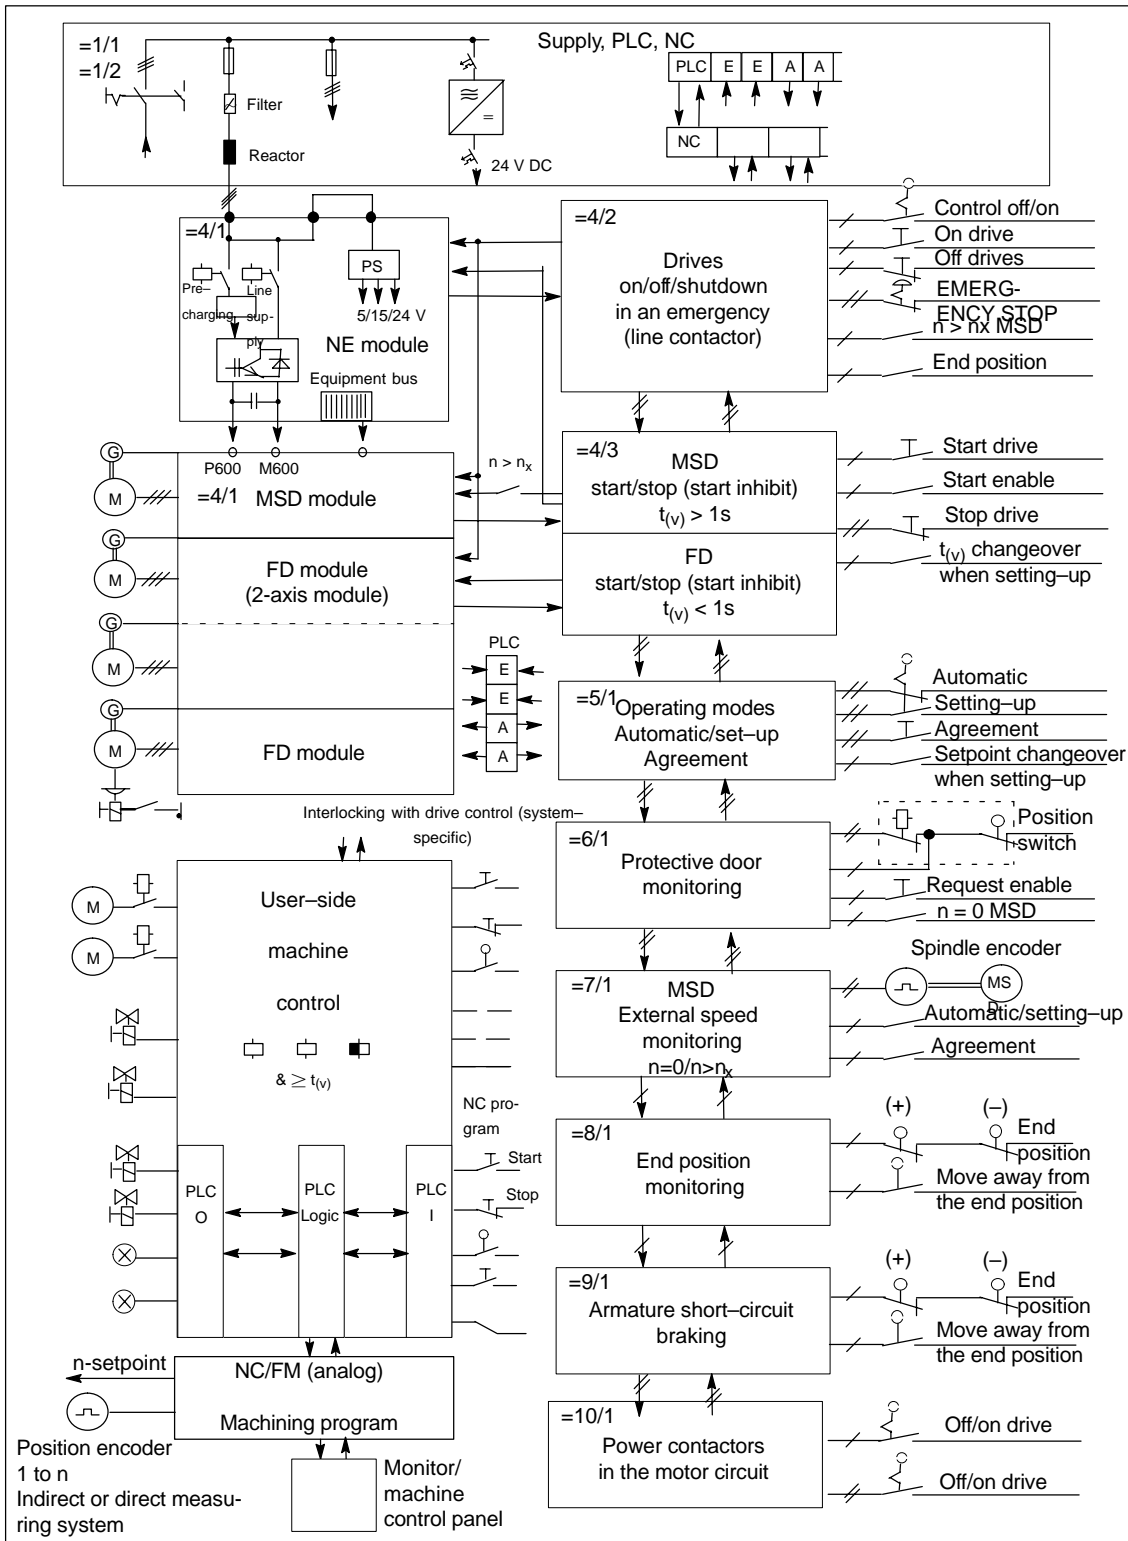 =1/1
=1/2
Supply, PLC, NC
PLC E E A A
Filter
NC
Reactor
24 V DC
=4/1
PS
Pre–
charging
Line
sup-
ply
5/15/24 V
NE module
Equipment bus
=4/2
Drives
on/off/shutdown
in an emergency
(line contactor)
Control off/on
On drive
Off drives
EMERG-
ENCY STOP
n > nx MSD
End position
G
M
P600 M600
=4/1
MSD module
n > nx
=4/3
MSD
start/stop (start inhibit)
t(v) > 1s
Start drive
Start enable
Stop drive
t(v) changeover
when setting–up
G
M
FD module
(2-axis module)
FD
start/stop (start inhibit)
t(v) < 1s
G
M
PLC
E
E
A
A
G
M
FD module
=5/1
Operating modes
Automatic/set–up
Agreement
Automatic
Setting–up
Agreement
Setpoint changeover
when setting–up
Interlocking with drive control (system–
specific)
=6/1
Protective door
monitoring
Position
switch
Request enable
n = 0 MSD
User–side
machine
control
M
M
& ≥ t(v)
=7/1
MSD
External speed
monitoring
n=0/n>nx
Spindle encoder
MS
D
Automatic/setting–up
Agreement
NC pro-
gram
Start
Stop
PLC
O
PLC
Logic
PLC
I
=8/1
End position
monitoring
(+) (–)
End
position
Move away from
the end position
=9/1
Armature short–circuit
braking
(+) (–)
End
position
Move away from
the end position
n-setpoint
NC/FM (analog)
Machining program
Position encoder
1 to n
Indirect or direct measu-
ring system
Monitor/
machine
control panel
=10/1
Power contactors
in the motor circuit
Off/on drive
Off/on drive